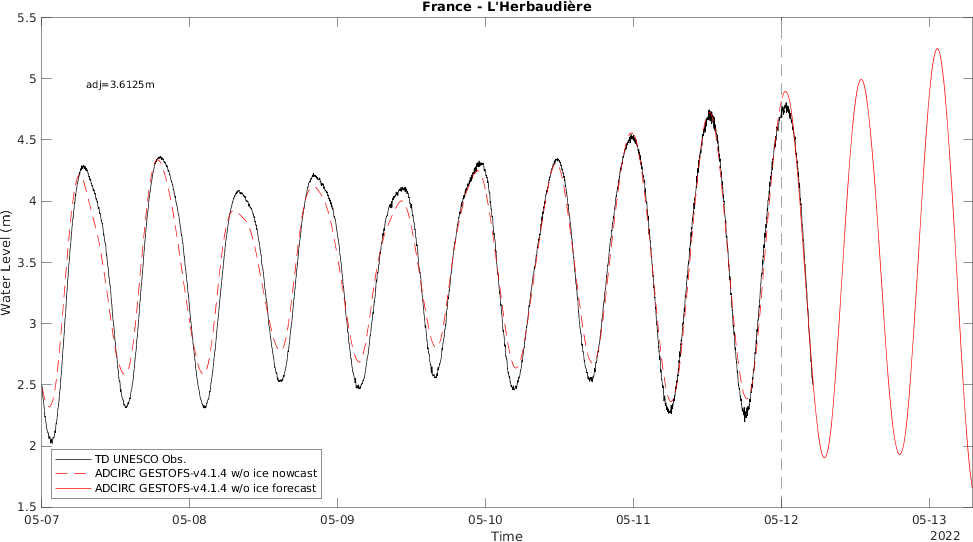 France - L'Herbaudière
5.5
5
4.5
4
3.5
3
2.5
2
1.5
Water Level (m)
adj=3.6125m
TD UNESCO Obs.
ADCIRC GESTOFS-v4.1.4 w/o ice nowcast
ADCIRC GESTOFS-v4.1.4 w/o ice forecast
05-07 05-08 05-09 05-10 05-11 05-12 05-13
Time
2022